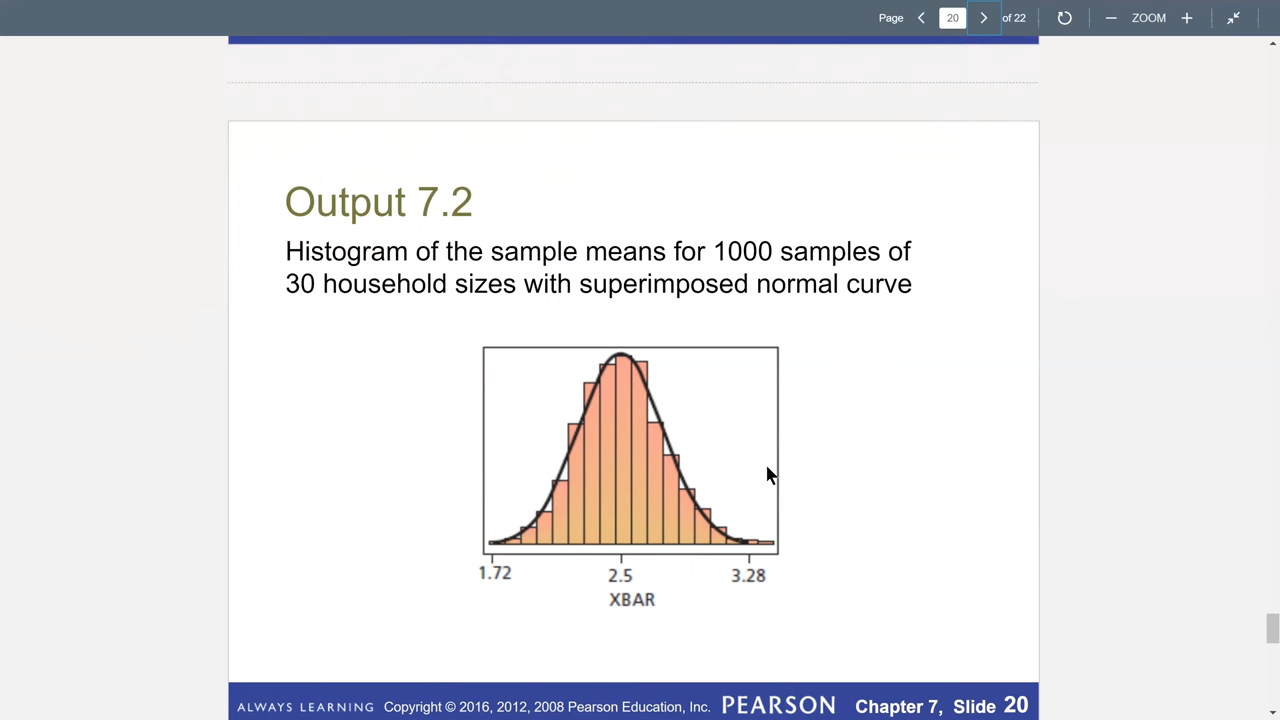 Page 20 of 22 ZOOM
Output 7.2
Histogram of the sample means for 1000 samples of
30 household sizes with superimposed normal curve
1.72 2.5 3.28
XBAR
ALWAYS LEARNING Copyright © 2016, 2012, 2008 Pearson Education, Inc. PEARSON Chapter 7, Slide 20